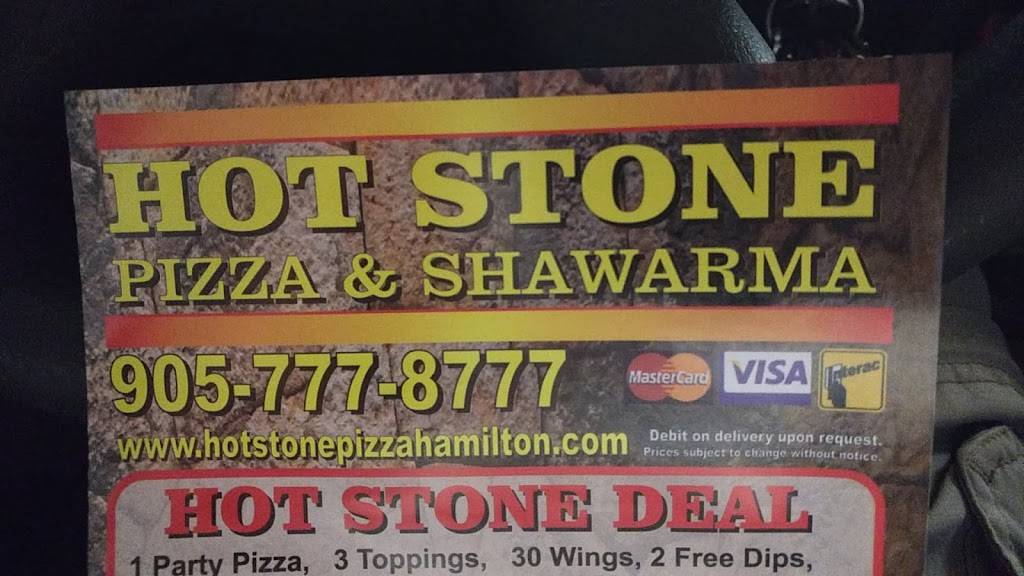 HOT STONE
PIZZA & SHAWARMA
905-777-8777
MasterCard VISA Interac
www.hotstonepizzahamilton.com
Debit on delivery upon request.
Prices subject to change without notice.
HOT STONE DEAL
1 Party Pizza, 3 Toppings, 30 Wings, 2 Free Dips,